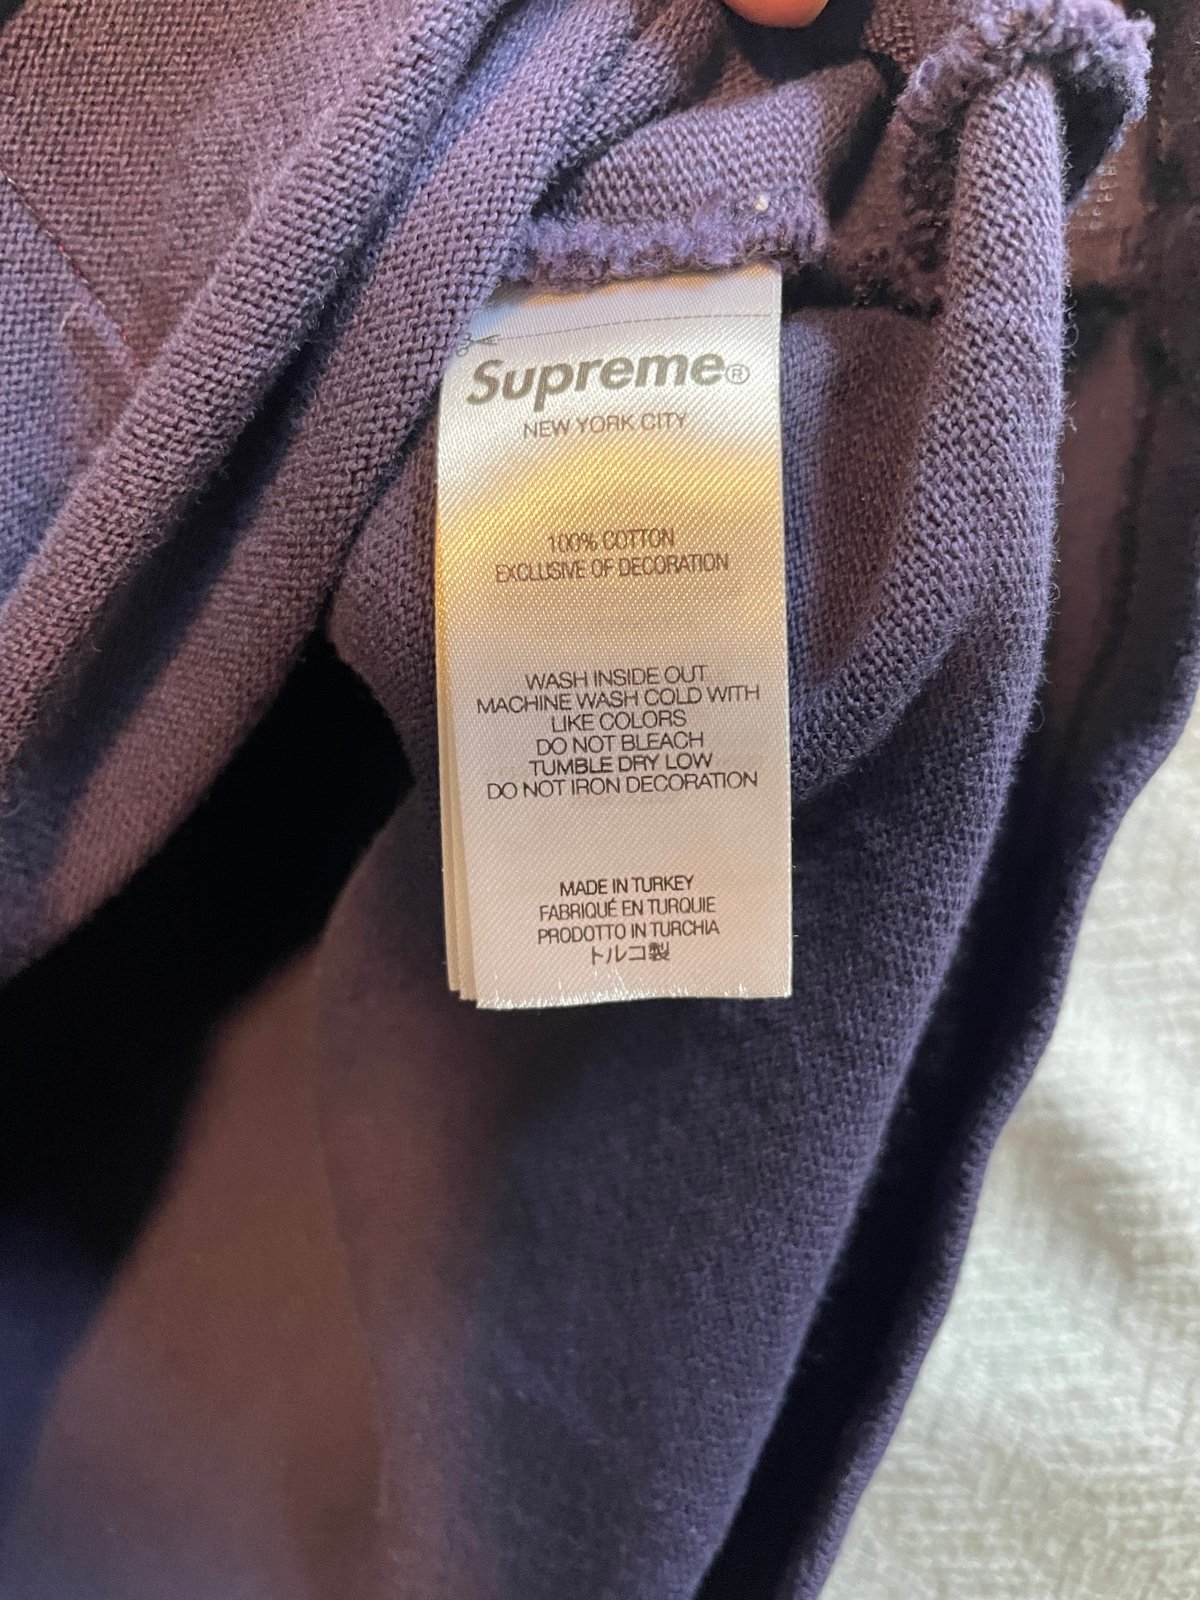 Supreme®
NEW YORK CITY
100% COTTON
EXCLUSIVE OF DECORATION
WASH INSIDE OUT
MACHINE WASH COLD WITH
LIKE COLORS
DO NOT BLEACH
TUMBLE DRY LOW
DO NOT IRON DECORATION
MADE IN TURKEY
FABRIQUÉ EN TURQUIE
PRODOTTO IN TURCHIA
トルコ製